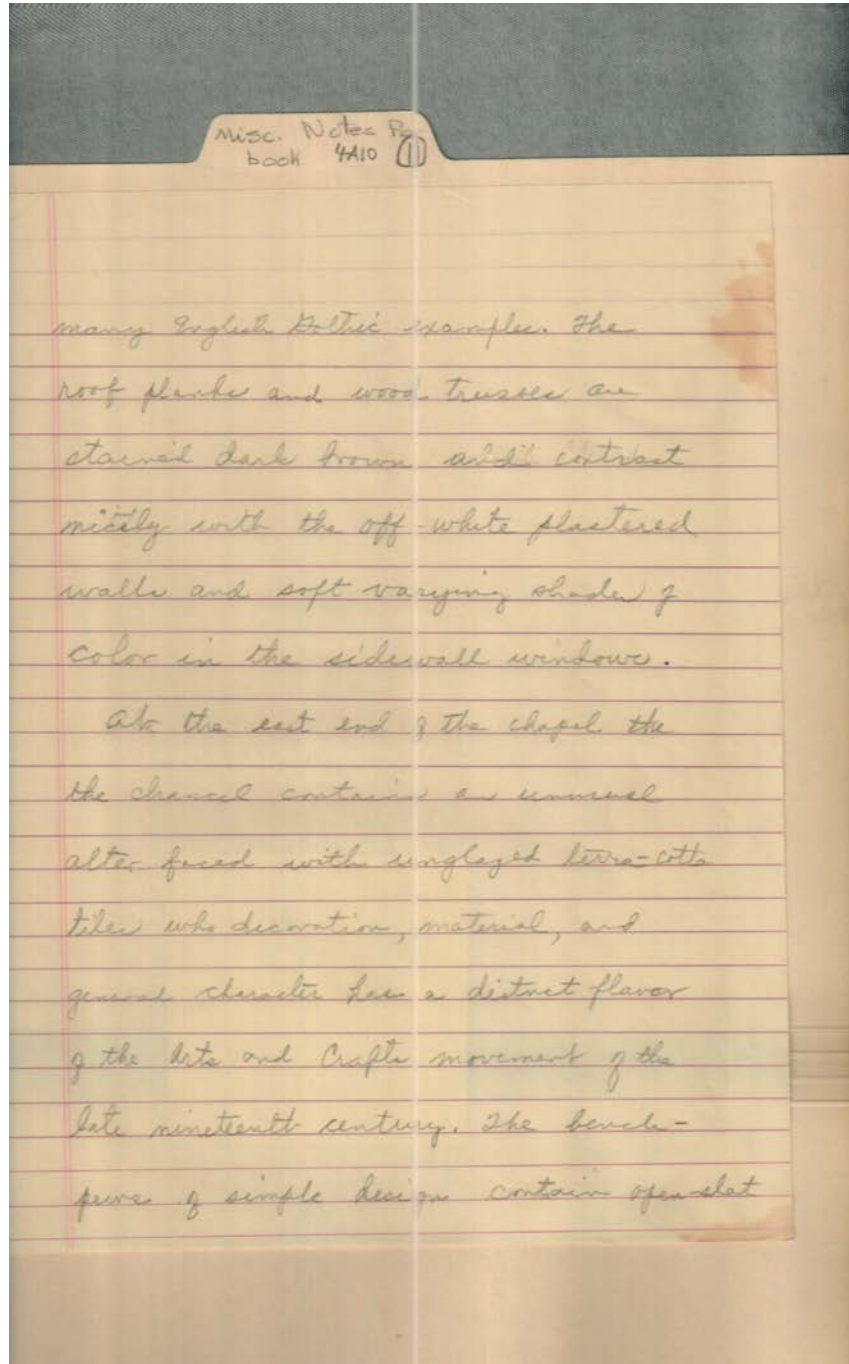 Misc. Notes Pa
book 4A10 (11)
many English Gothic examples. The
roof planks and wood trusses are
stained dark brown and contrast
nicely with the off-white plastered
walls and soft varying shades of
color in the sidewall windows.
At the east end of the chapel the
the chancel contains an unusual
alter faced with unglazed terra-cotta
tiles who decoration, material, and
general character has a distinct flavor
of the Arts and Crafts movement of the
late nineteenth century. The bench-
pews of simple design contain open-slat